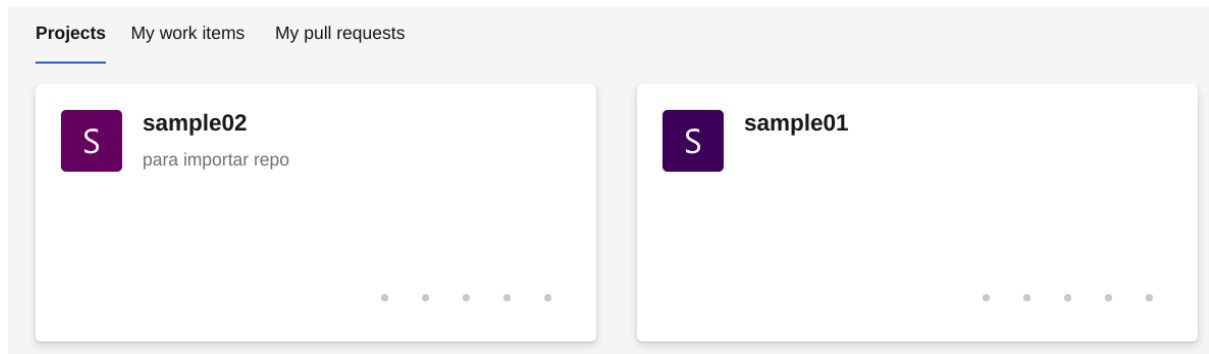 Projects My work items My pull requests
S sample02
para importar repo
S sample01